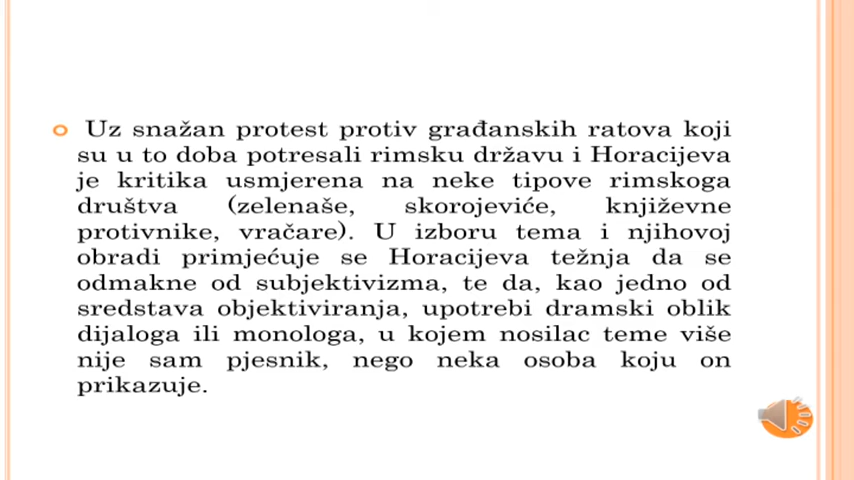 Uz snažan protest protiv građanskih ratova koji
su u to doba potresali rimsku državu i Horacijeva
je kritika usmjerena na neke tipove rimskoga
društva (zelenaše, skorojeviće, književne
protivnike, vračare). U izboru tema i njihovoj
obradi primjećuje se Horacijeva težnja da se
odmakne od subjektivizma, te da, kao jedno od
sredstava objektiviranja, upotrebi dramski oblik
dijaloga ili monologa, u kojem nosilac teme više
nije sam pjesnik, nego neka osoba koju on
prikazuje.